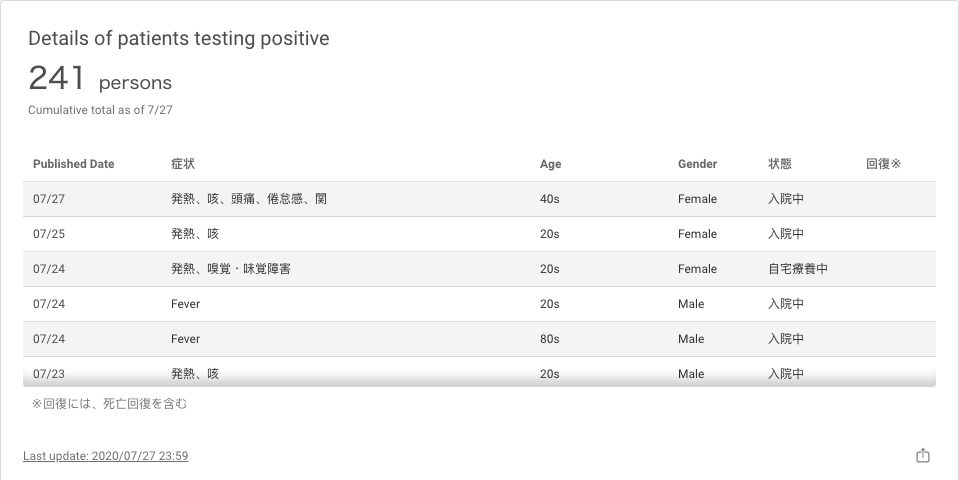 Details of patients testing positive
241 persons
Cumulative total as of 7/27
Published Date 症状 Age Gender 状態 回復※
07/27 発熱、咳、頭痛、倦怠感、関 40s Female 入院中
07/25 発熱、咳 20s Female 入院中
07/24 発熱、嗅覚・味覚障害 20s Female 自宅療養中
07/24 Fever 20s Male 入院中
07/24 Fever 80s Male 入院中
07/23 発熱、咳 20s Male 入院中
※回復には、死亡回復を含む
Last update: 2020/07/27 23:59